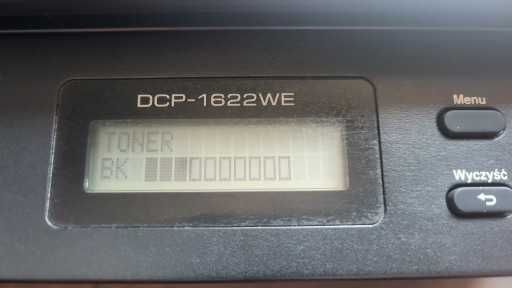 DCP-1622WE
TONER
BK
Menu
Wyczyść